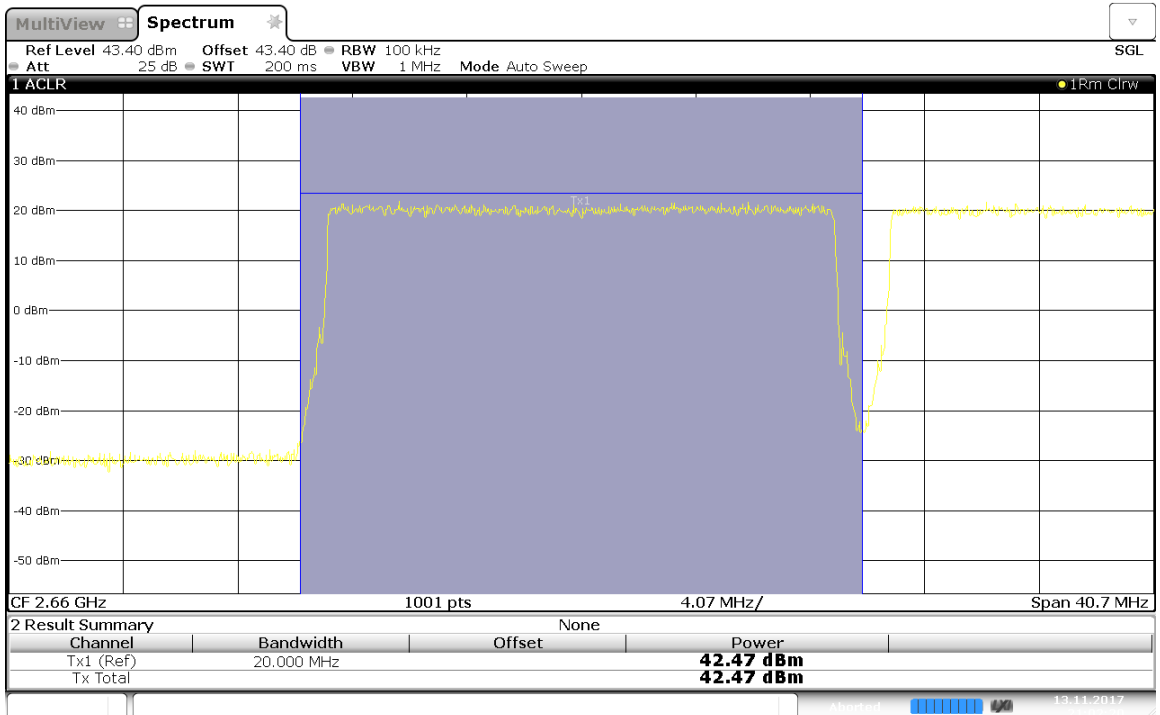 MultiView Spectrum
Ref Level 43.40 dBm Offset 43.40 dB RBW 100 kHz SGL
Att 25 dB SWT 200 ms VBW 1 MHz Mode Auto Sweep
1 ACLR 1Rm Clrw
40 dBm
30 dBm
Tx1
20 dBm
10 dBm
0 dBm
-10 dBm
-20 dBm
-30 dBm
-40 dBm
-50 dBm
CF 2.66 GHz 1001 pts 4.07 MHz/ Span 40.7 MHz
2 Result Summary None
Channel Bandwidth Offset Power
Tx1 (Ref) 20.000 MHz 42.47 dBm
Tx Total 42.47 dBm
Aborted LXI 13.11.2017